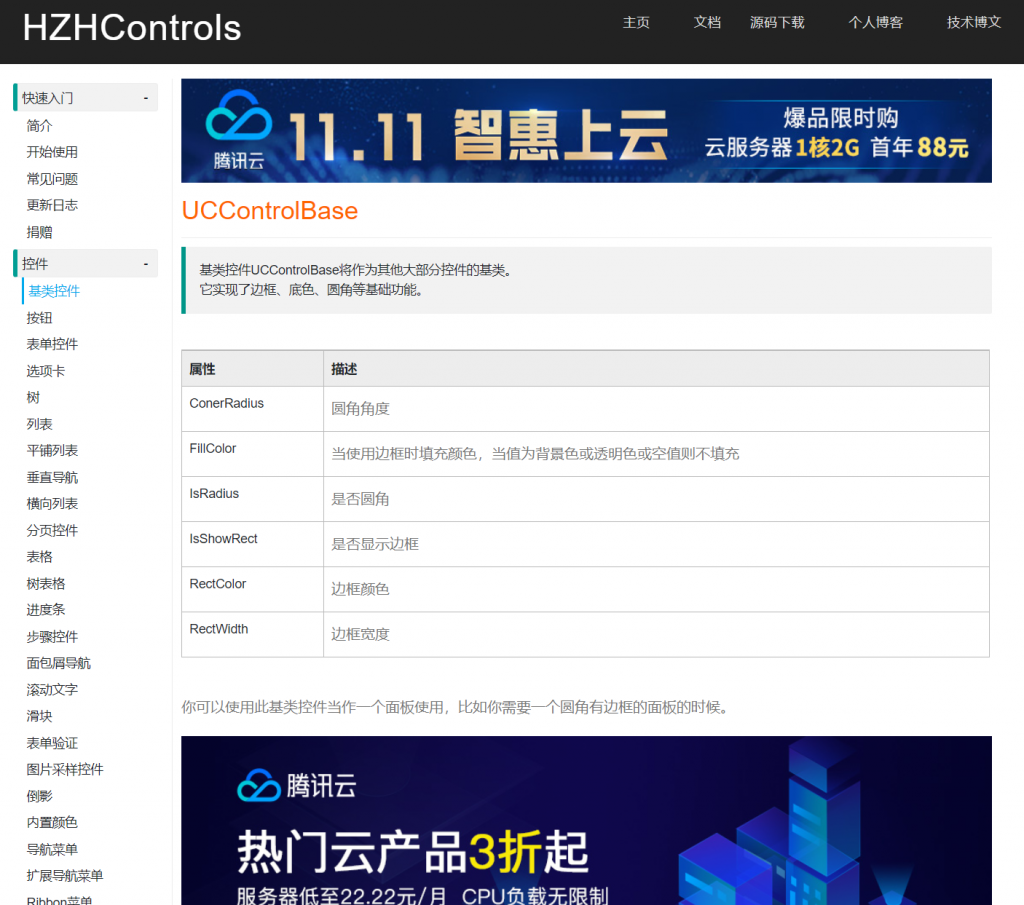 HZHControls
主页 文档 源码下载 个人博客 技术博文
快速入门 -
简介
开始使用
常见问题
更新日志
捐赠
控件 -
基类控件
按钮
表单控件
选项卡
树
列表
平铺列表
垂直导航
横向列表
分页控件
表格
树表格
进度条
步骤控件
面包屑导航
滚动文字
滑块
表单验证
图片采样控件
倒影
内置颜色
导航菜单
扩展导航菜单
Ribbon菜单
腾讯云
11.11 智惠上云
爆品限时购
云服务器1核2G 首年88元
UCControlBase
基类控件UCControlBase将作为其他大部分控件的基类。
它实现了边框、底色、圆角等基础功能。
属性 描述
ConerRadius 圆角角度
FillColor 当使用边框时填充颜色，当值为背景色或透明色或空值则不填充
IsRadius 是否圆角
IsShowRect 是否显示边框
RectColor 边框颜色
RectWidth 边框宽度
你可以使用此基类控件当作一个面板使用，比如你需要一个圆角有边框的面板的时候。
腾讯云
热门云产品3折起
服务器低至22.22元/月 CPU负载无限制